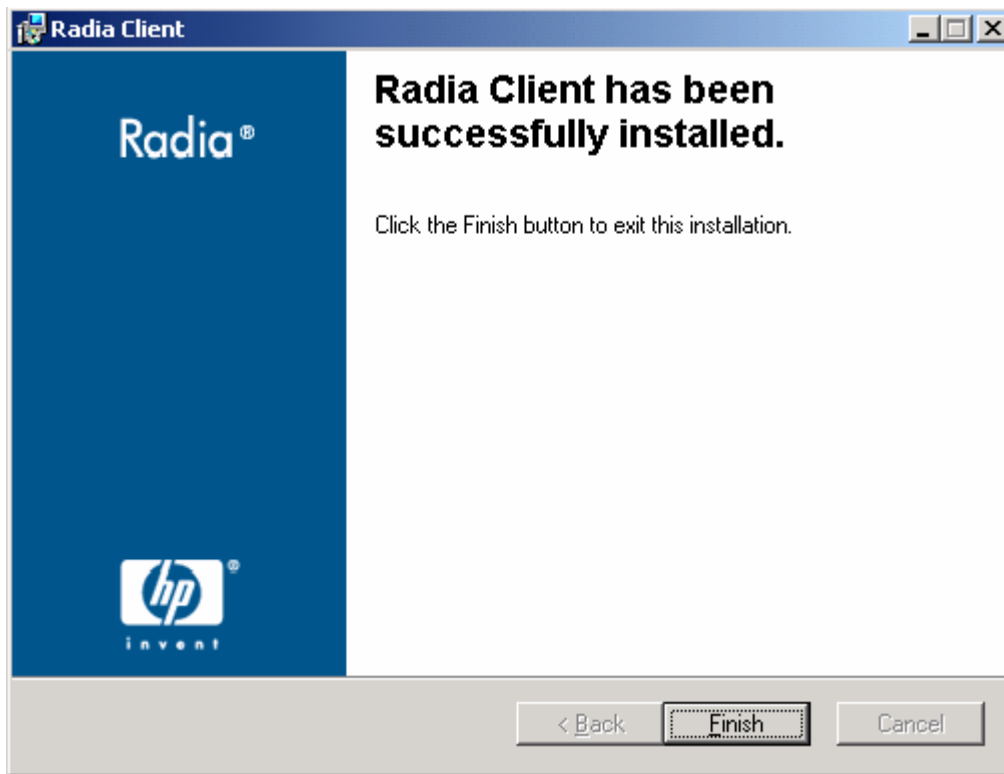 Radia Client
Radia®
Radia Client has been
successfully installed.
Click the Finish button to exit this installation.
hp®
invent
< Back
Finish
Cancel